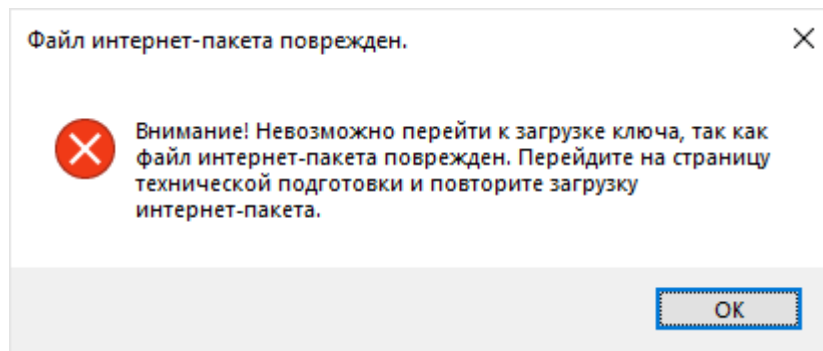 Файл интернет-пакета поврежден.
Внимание! Невозможно перейти к загрузке ключа, так как
файл интернет-пакета поврежден. Перейдите на страницу
технической подготовки и повторите загрузку
интернет-пакета.
ОК